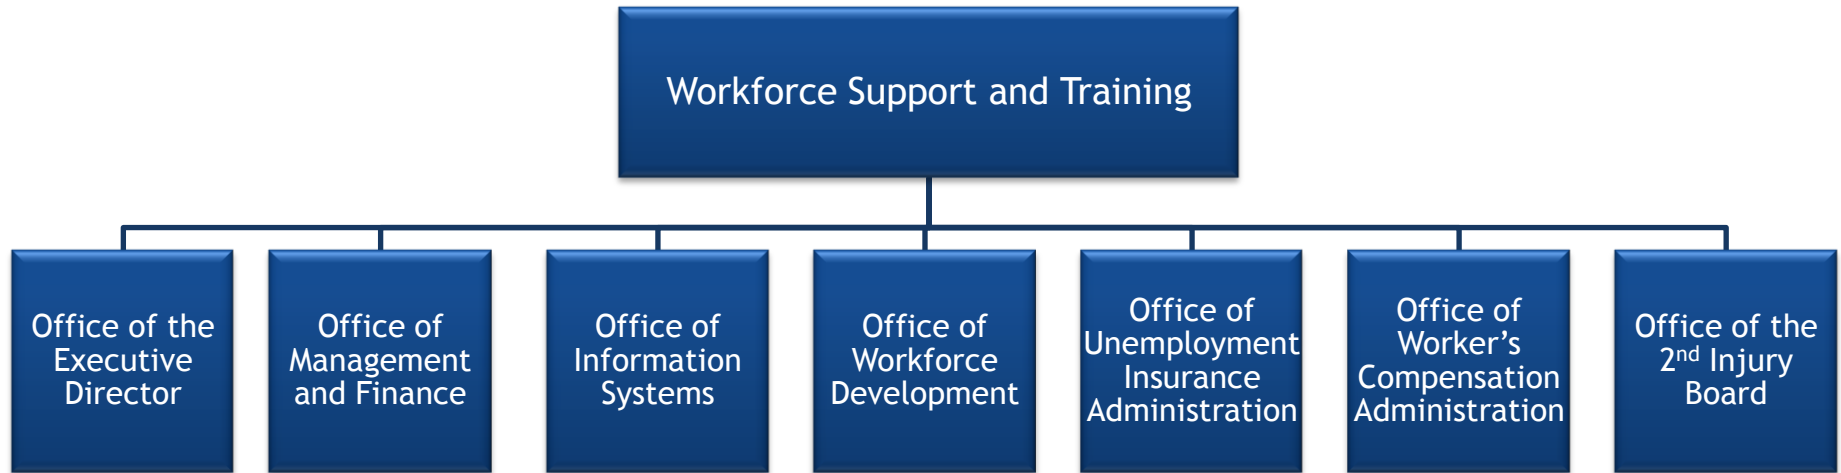 Workforce Support and Training
Office of the
Executive
Director
Office of
Management
and Finance
Office of
Information
Systems
Office of
Workforce
Development
Office of
Unemployment
Insurance
Administration
Office of
Worker’s
Compensation
Administration
Office of the
2nd Injury
Board